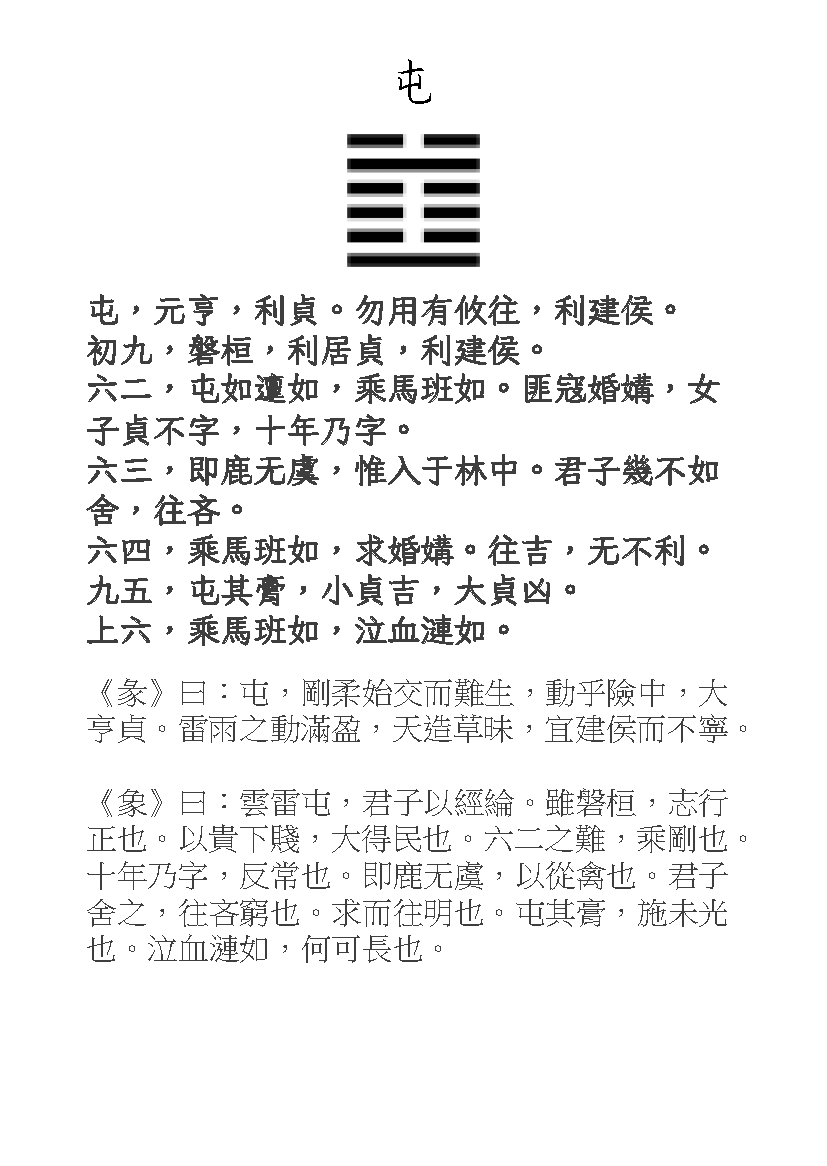 屯
屯，元亨，利貞。勿用有攸往，利建侯。
初九，磐桓，利居貞，利建侯。
六二，屯如邅如，乘馬班如。匪寇婚媾，女
子貞不字，十年乃字。
六三，即鹿无虞，惟入于林中。君子幾不如
舍，往吝。
六四，乘馬班如，求婚媾。往吉，无不利。
九五，屯其膏，小貞吉，大貞凶。
上六，乘馬班如，泣血漣如。
《彖》曰：屯，剛柔始交而難生，動乎險中，大
亨貞。雷雨之動滿盈，天造草昧，宜建侯而不寧。
《象》曰：雲雷屯，君子以經綸。雖磐桓，志行
正也。以貴下賤，大得民也。六二之難，乘剛也。
十年乃字，反常也。即鹿无虞，以從禽也。君子
舍之，往吝窮也。求而往明也。屯其膏，施未光
也。泣血漣如，何可長也。